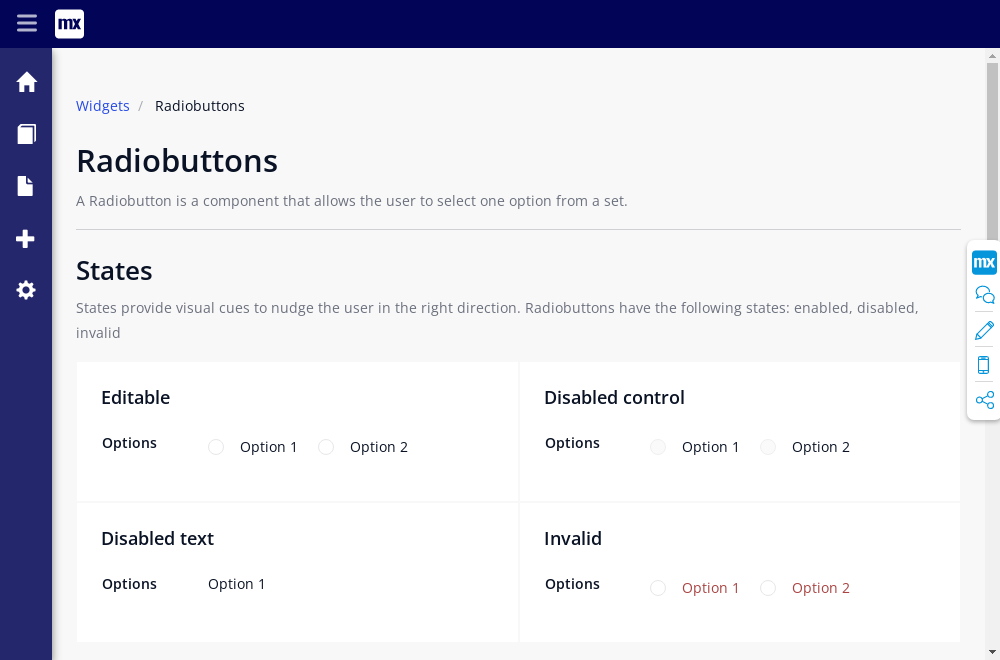 mx
Widgets / Radiobuttons
Radiobuttons
A Radiobutton is a component that allows the user to select one option from a set.
States
States provide visual cues to nudge the user in the right direction. Radiobuttons have the following states: enabled, disabled,
invalid
mx
Editable
Options Option 1 Option 2
Disabled control
Options Option 1 Option 2
Disabled text
Options Option 1
Invalid
Options Option 1 Option 2